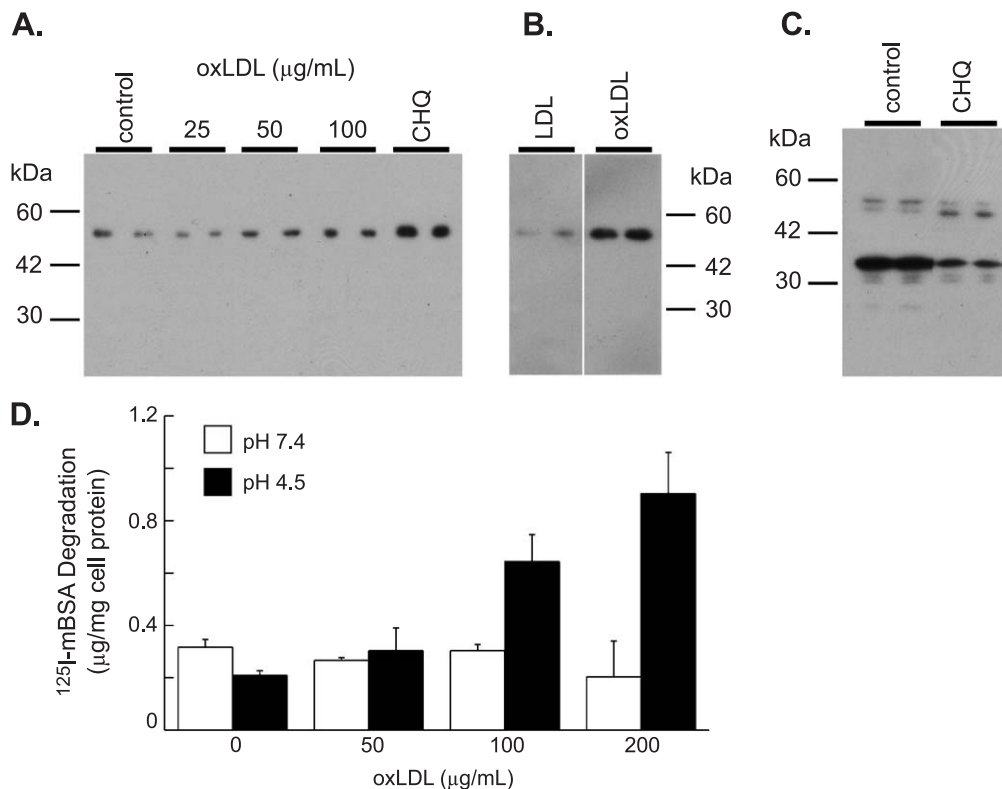 A.
oxLDL (μg/mL)
control 25 50 100 CHQ
kDa
60
42
30
B.
LDL oxLDL
kDa
60
42
30
C.
control CHQ
kDa
60
42
30
D.
¹²⁵I-mBSA Degradation
(μg/mg cell protein)
1.2
0.8
0.4
0
pH 7.4
pH 4.5
0 50 100 200
oxLDL (μg/mL)